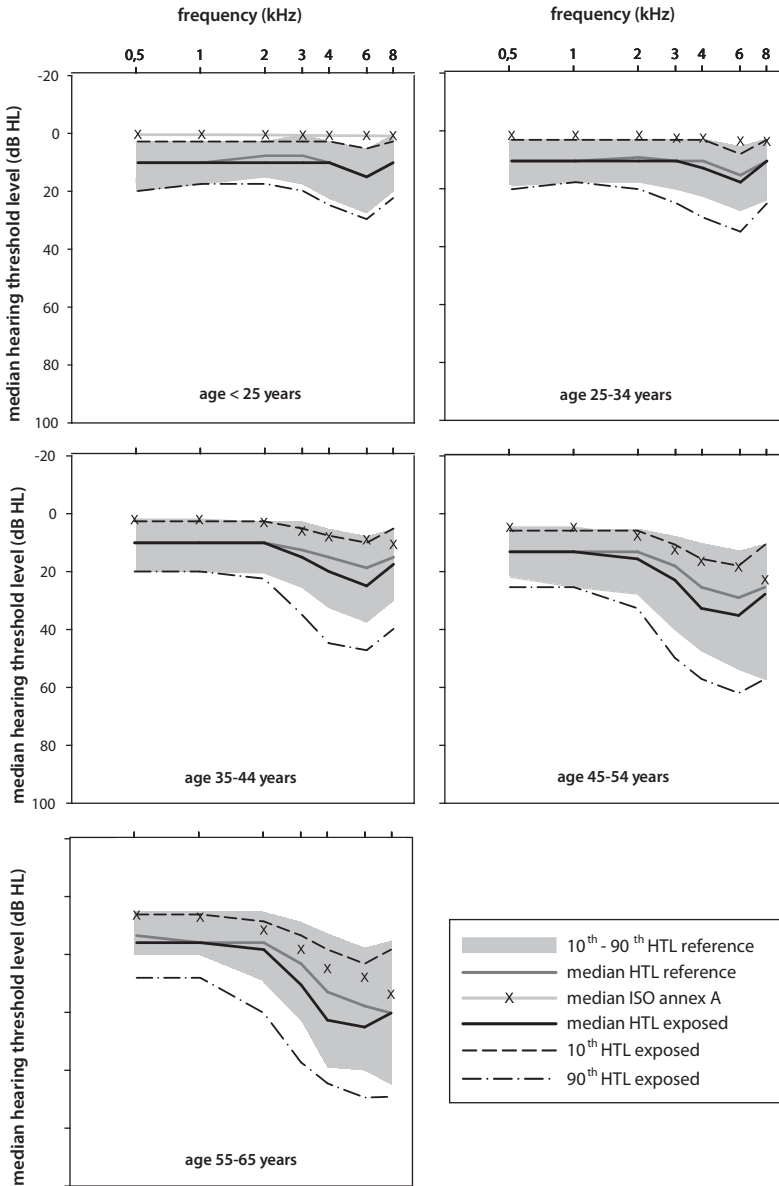 frequency (kHz)
frequency (kHz)
0,5 1 2 3 4 6 8
0,5 1 2 3 4 6 8
median hearing threshold level (dB HL)
-20
0
20
40
60
80
100
age < 25 years
age 25-34 years
median hearing threshold level (dB HL)
-20
0
20
40
60
80
100
age 35-44 years
age 45-54 years
median hearing threshold level (dB HL)
age 55-65 years
10th - 90th HTL reference
median HTL reference
X median ISO annex A
median HTL exposed
10th HTL exposed
90th HTL exposed